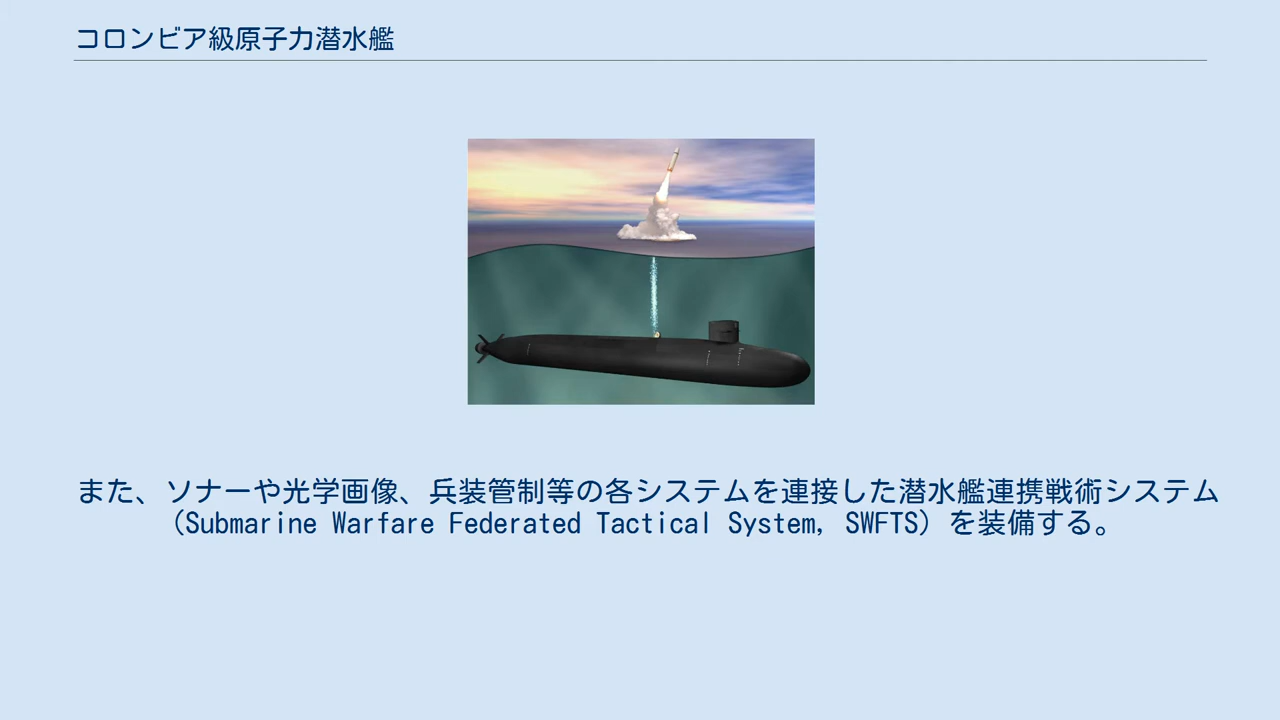 コロンビア級原子力潜水艦
また、ソナーや光学画像、兵装管制等の各システムを連接した潜水艦連携戦術システム
（Submarine Warfare Federated Tactical System, SWFTS）を装備する。